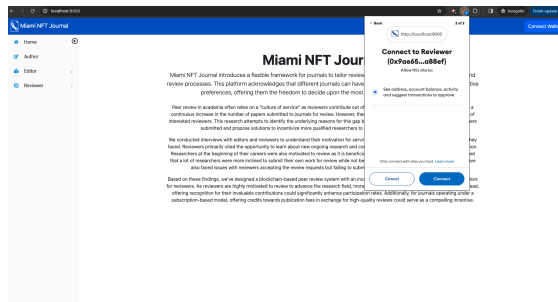 localhost:8000
Incognito
Finish update
Miami NFT Journal
Connect Wallet
Home
Author
Editor
Reviewer
Miami NFT Jour
Miami NFT Journal introduces a flexible framework for journals to tailor review
review processes. This platform acknowledges that different journals can have
preferences, offering them the freedom to decide upon the most
Peer review in academia often relies on a "culture of service" as reviewers contribute out of
continuous increase in the number of papers submitted to journals for review. However, the
interested reviewers. This research attempts to identify the underlying reasons for this gap b
submitted and propose solutions to incentivize more qualified researchers to
We conducted interviews with editors and reviewers to understand their motivation for servi
faced. Reviewers primarily cited the opportunity to learn about new ongoing research and co
Researchers at the beginning of their careers were also motivated to review as it is beneficia
that a lot of researchers were more inclined to submit their own work for review while not be
also faced issues with reviewers accepting the review requests but failing to submi
Based on these findings, we've designed a blockchain-based peer review system with an inc
for reviewers. As reviewers are highly motivated to review to advance the research field, more
offering recognition for their invaluable contributions could significantly enhance participation rates. Additionally, for journals operating under a
subscription-based model, offering credits towards publication fees in exchange for high-quality reviews could serve as a compelling incentive.
Back
2 of 2
http://localhost:8000
Connect to Reviewer
(0x9ae65...a88ef)
Allow this site to:
See address, account balance, activity
and suggest transactions to approve
Only connect with sites you trust. Learn more
Cancel
Connect